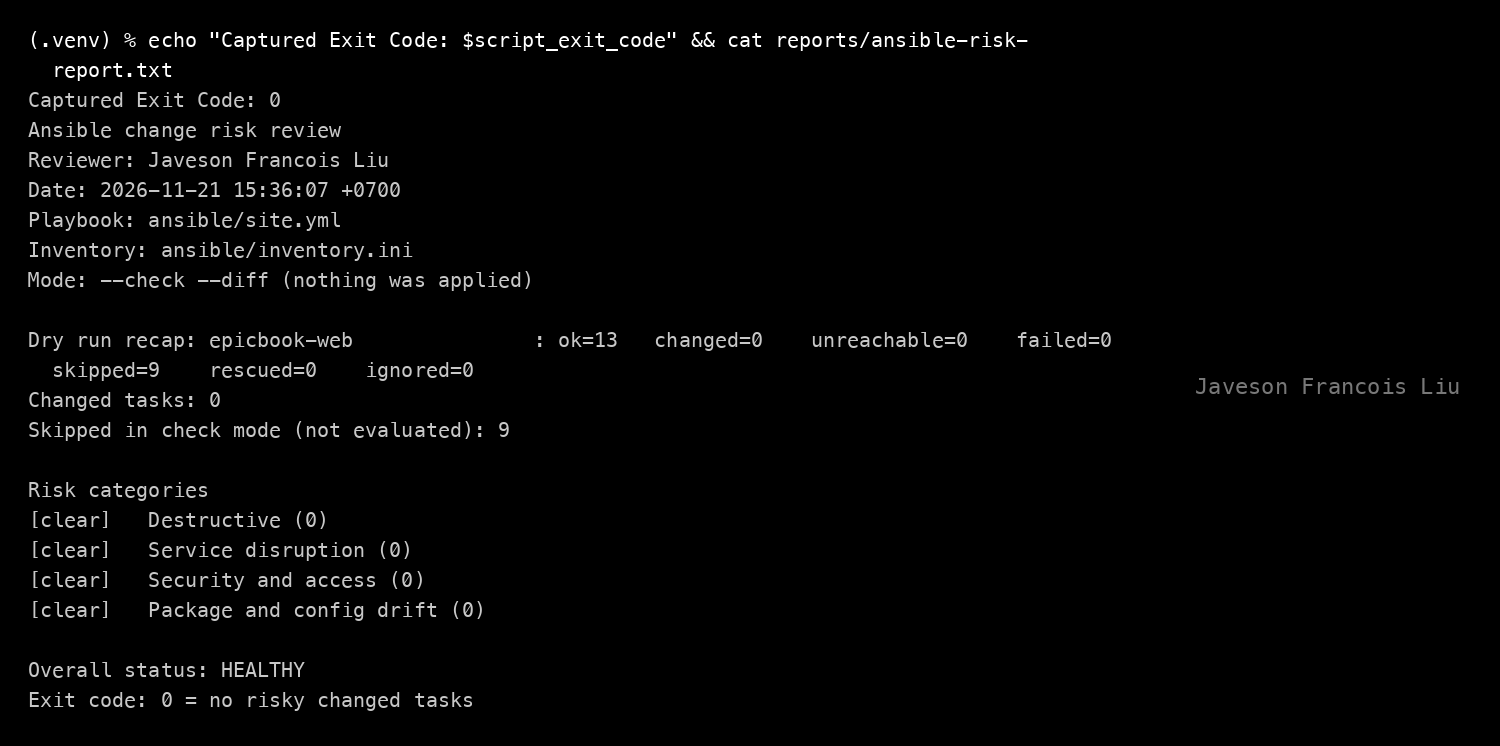 (.venv) % echo "Captured Exit Code: $script_exit_code" && cat reports/ansible-risk-
report.txt
Captured Exit Code: 0
Ansible change risk review
Reviewer: Javeson Francois Liu
Date: 2026-11-21 15:36:07 +0700
Playbook: ansible/site.yml
Inventory: ansible/inventory.ini
Mode: --check --diff (nothing was applied)
Dry run recap: epicbook-web               : ok=13   changed=0    unreachable=0    failed=0
skipped=9    rescued=0    ignored=0
Javeson Francois Liu
Changed tasks: 0
Skipped in check mode (not evaluated): 9
Risk categories
[clear]   Destructive (0)
[clear]   Service disruption (0)
[clear]   Security and access (0)
[clear]   Package and config drift (0)
Overall status: HEALTHY
Exit code: 0 = no risky changed tasks